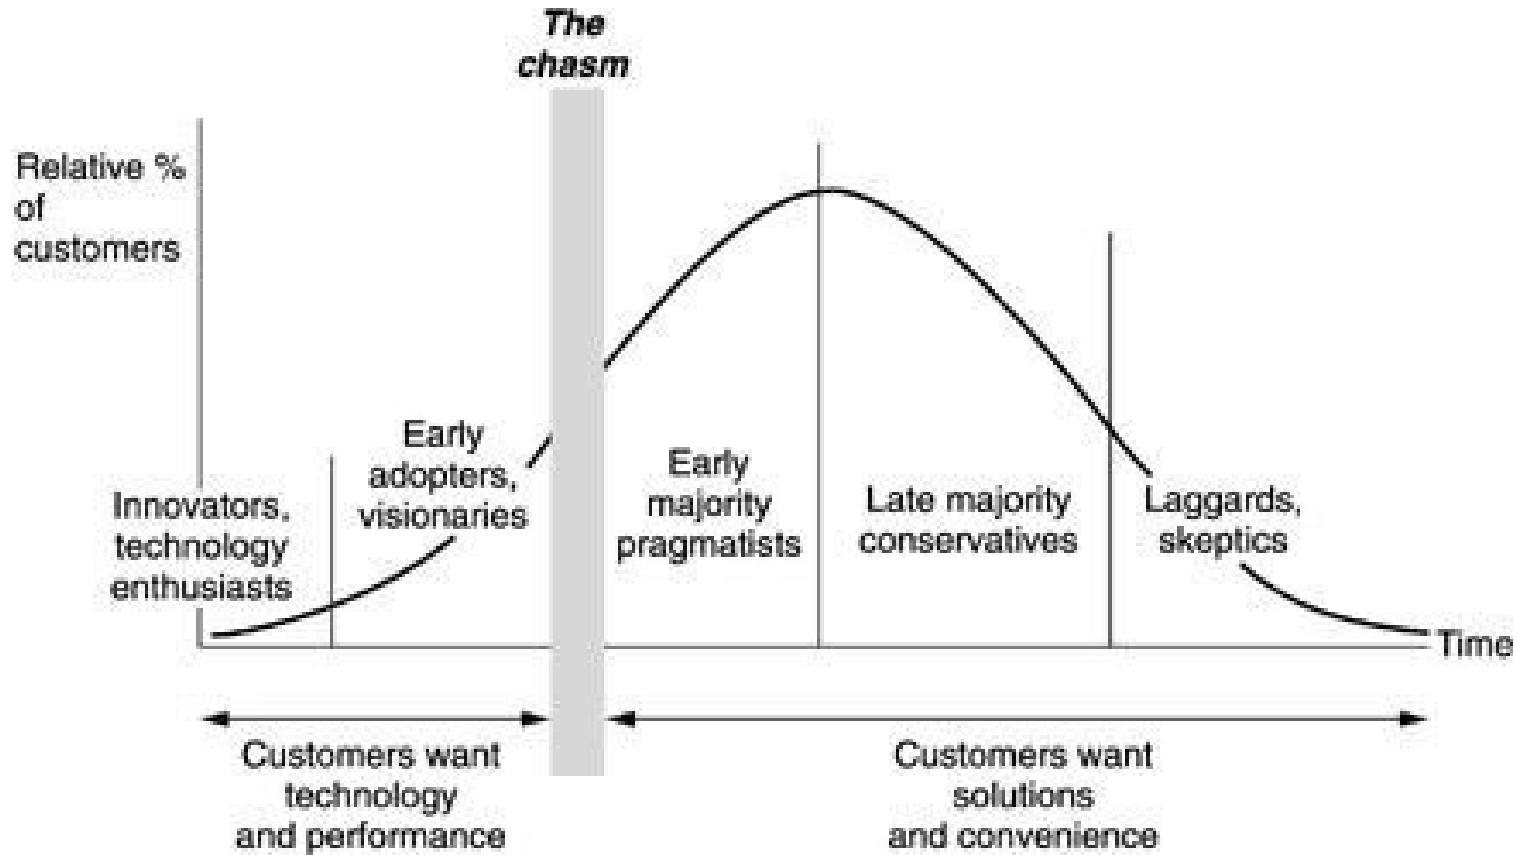 The
chasm
Relative %
of
customers
Innovators,
technology
enthusiasts
Early
adopters,
visionaries
Early
majority
pragmatists
Late majority
conservatives
Laggards,
skeptics
Time
Customers want
technology
and performance
Customers want
solutions
and convenience